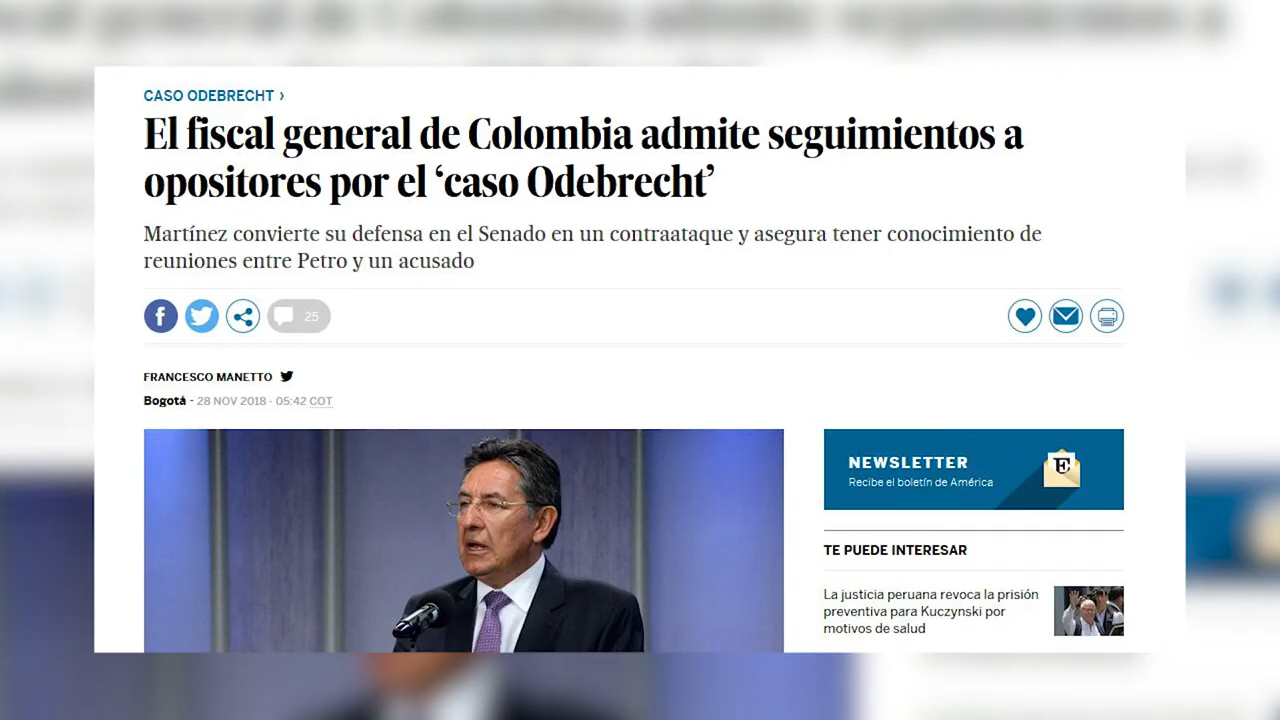 CASO ODEBRECHT ›
El fiscal general de Colombia admite seguimientos a
opositores por el ‘caso Odebrecht’
Martínez convierte su defensa en el Senado en un contraataque y asegura tener conocimiento de
reuniones entre Petro y un acusado
25
FRANCESCO MANETTO
Bogotá - 28 NOV 2018 - 05:42 COT
NEWSLETTER
Recibe el boletín de América
E
TE PUEDE INTERESAR
La justicia peruana revoca la prisión
preventiva para Kuczynski por
motivos de salud